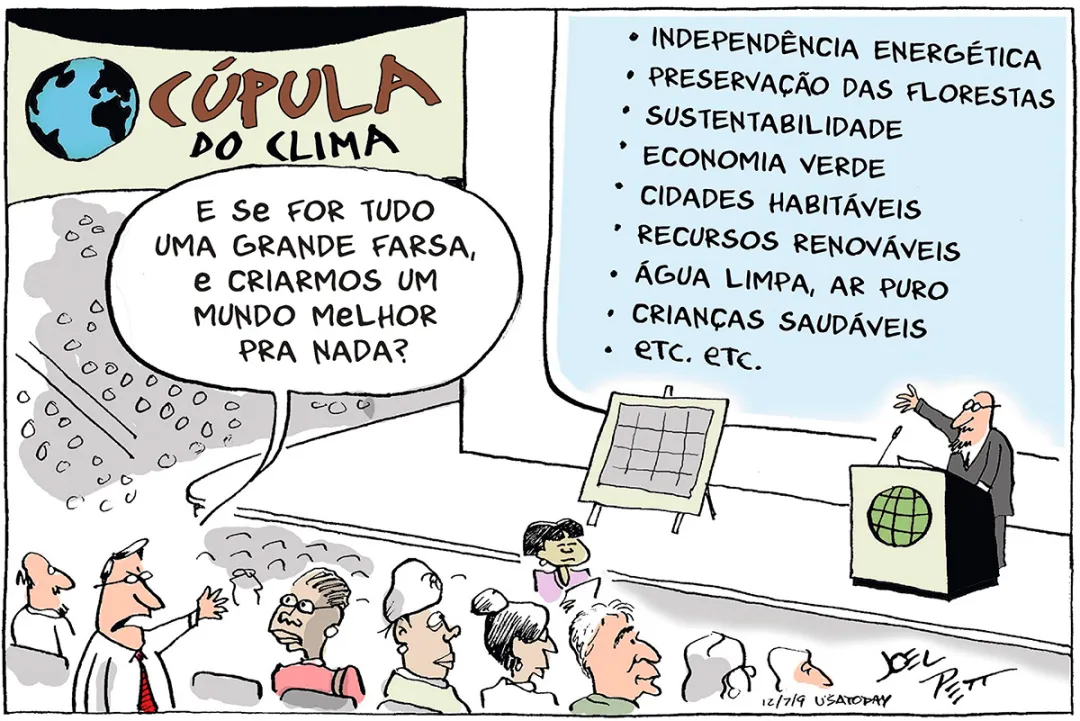 CÚPULA
DO CLIMA
E Se FOR TUDO
UMA GRANDE FARSA,
e CRIARMOS UM
MUNDO MeLHOR
PRA NADA?
• INDEPENDÊNCIA ENERGÉTICA
• PRESERVAÇÃO DAS FLORESTAS
• SUSTENTABILIDADE
• ECONOMIA VERDE
• CIDADES HABITÁVEIS
• RECURSOS RENOVÁVEIS
• ÁGUA LIMPA, AR PURO
• CRIANÇAS SAUDÁVEIS
• eTC. eTC.
JOEL
PETT
12/7/9 USATODAY